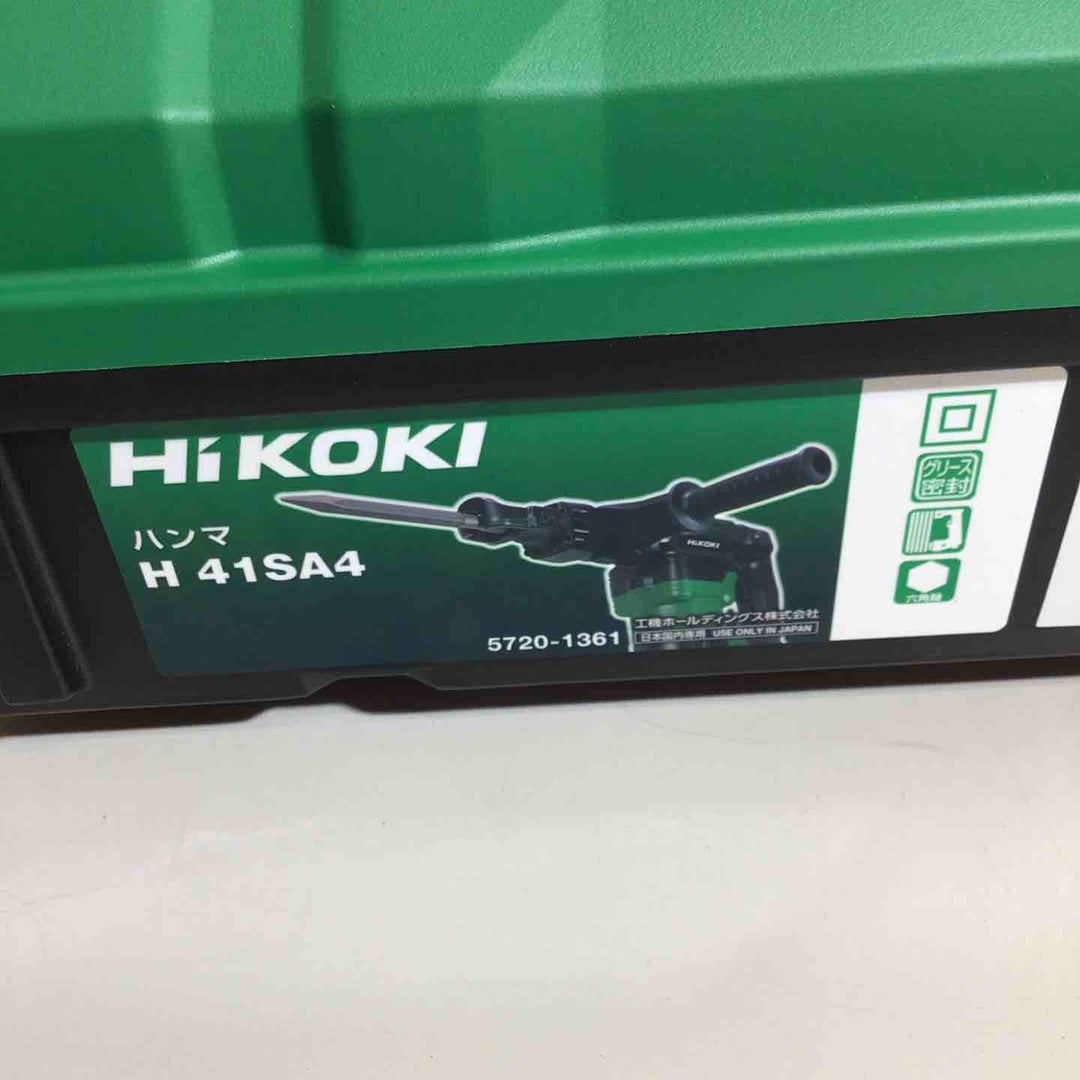 HiKOKI
ハンマ
H 41SA4
HiKOKI
5720-1361
工機ホールディングス株式会社
日本国内専用 USE ONLY IN JAPAN
グリース
密封
六角軸